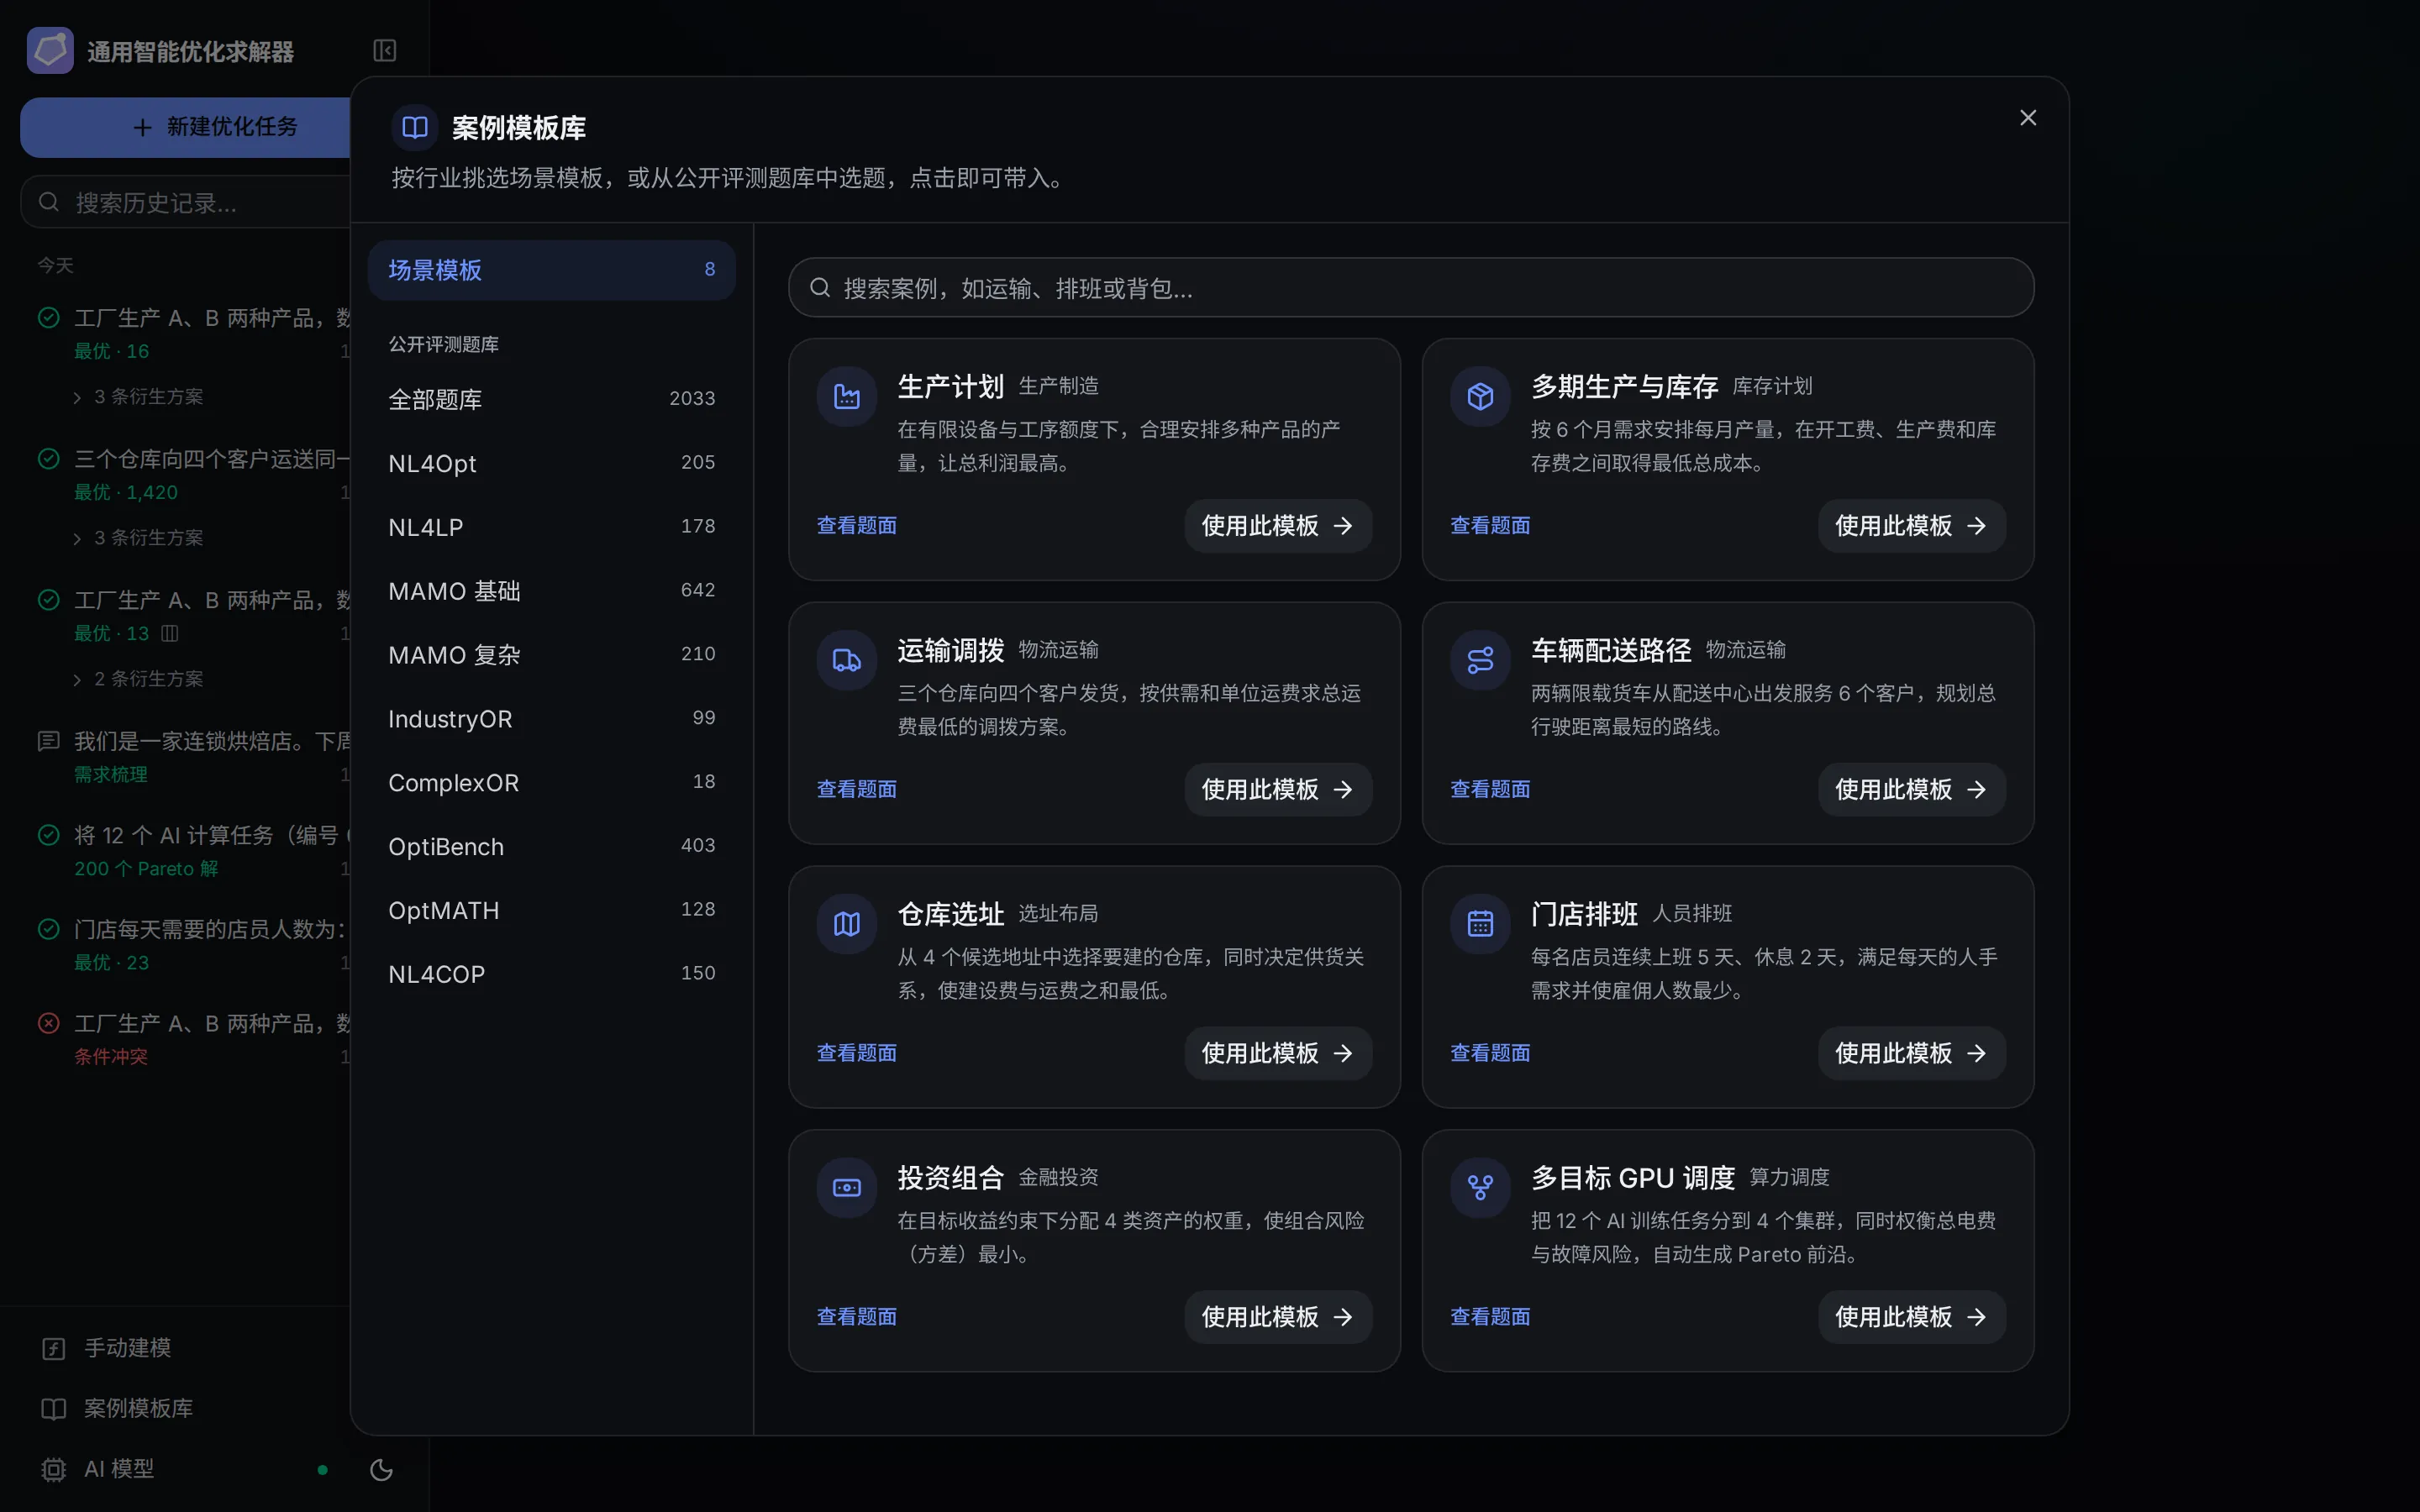 通用智能优化求解器
新建优化任务
搜索历史记录...
今天
工厂生产 A、B 两种产品，数
最优 · 16
3 条衍生方案
三个仓库向四个客户运送同一
最优 · 1,420
3 条衍生方案
工厂生产 A、B 两种产品，数
最优 · 13
2 条衍生方案
我们是一家连锁烘焙店。下周
需求梳理
将 12 个 AI 计算任务（编号
200 个 Pareto 解
门店每天需要的店员人数为：
最优 · 23
工厂生产 A、B 两种产品，数
条件冲突
手动建模
案例模板库
AI 模型
案例模板库
按行业挑选场景模板，或从公开评测题库中选题，点击即可带入。
场景模板 8
公开评测题库
全部题库 2033
NL4Opt 205
NL4LP 178
MAMO 基础 642
MAMO 复杂 210
IndustryOR 99
ComplexOR 18
OptiBench 403
OptMATH 128
NL4COP 150
搜索案例，如运输、排班或背包...
生产计划 生产制造
在有限设备与工序额度下，合理安排多种产品的产
量，让总利润最高。
查看题面 使用此模板
多期生产与库存 库存计划
按 6 个月需求安排每月产量，在开工费、生产费和库
存费之间取得最低总成本。
查看题面 使用此模板
运输调拨 物流运输
三个仓库向四个客户发货，按供需和单位运费求总运
费最低的调拨方案。
查看题面 使用此模板
车辆配送路径 物流运输
两辆限载货车从配送中心出发服务 6 个客户，规划总
行驶距离最短的路线。
查看题面 使用此模板
仓库选址 选址布局
从 4 个候选地址中选择要建的仓库，同时决定供货关
系，使建设费与运费之和最低。
查看题面 使用此模板
门店排班 人员排班
每名店员连续上班 5 天、休息 2 天，满足每天的人手
需求并使雇佣人数最少。
查看题面 使用此模板
投资组合 金融投资
在目标收益约束下分配 4 类资产的权重，使组合风险
（方差）最小。
查看题面 使用此模板
多目标 GPU 调度 算力调度
把 12 个 AI 训练任务分到 4 个集群，同时权衡总电费
与故障风险，自动生成 Pareto 前沿。
查看题面 使用此模板